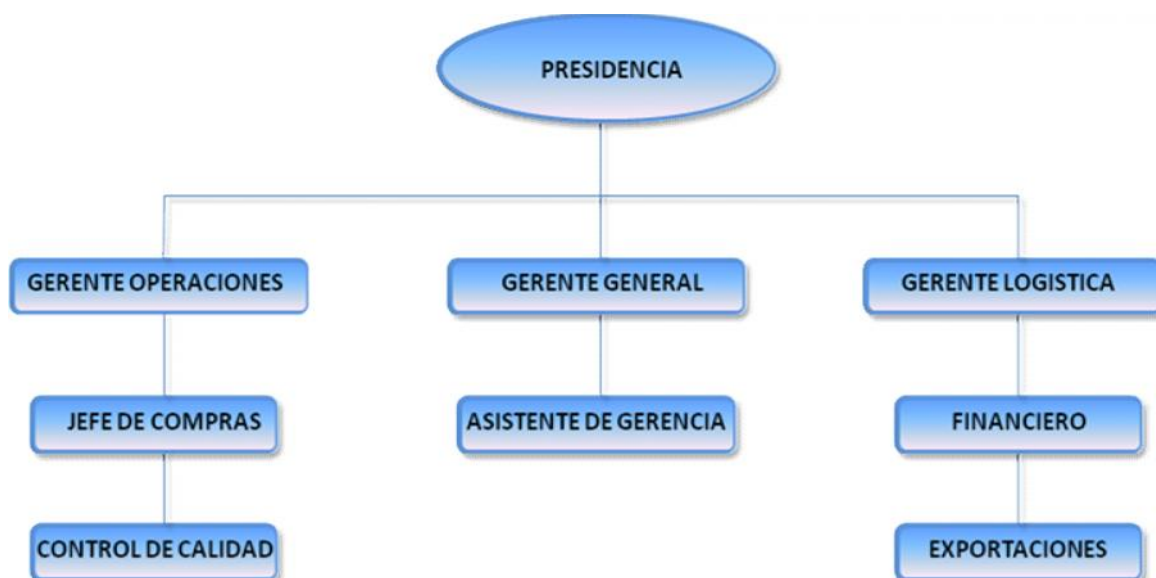 PRESIDENCIA
GERENTE OPERACIONES
GERENTE GENERAL
GERENTE LOGISTICA
JEFE DE COMPRAS
ASISTENTE DE GERENCIA
FINANCIERO
CONTROL DE CALIDAD
EXPORTACIONES